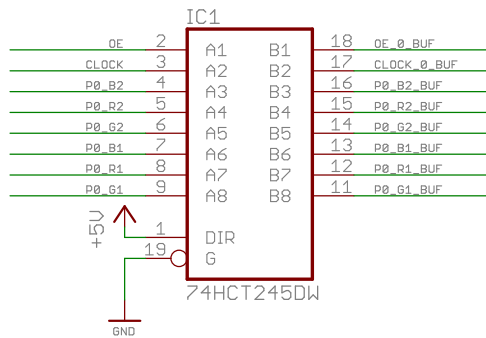 IC1
OE 2 A1 B1 18 OE_0_BUF
CLOCK 3 A2 B2 17 CLOCK_0_BUF
P0_B2 4 A3 B3 16 P0_B2_BUF
P0_R2 5 A4 B4 15 P0_R2_BUF
P0_G2 6 A5 B5 14 P0_G2_BUF
P0_B1 7 A6 B6 13 P0_B1_BUF
P0_R1 8 A7 B7 12 P0_R1_BUF
P0_G1 9 A8 B8 11 P0_G1_BUF
+5V
1 DIR
19 G
74HCT245DW
GND